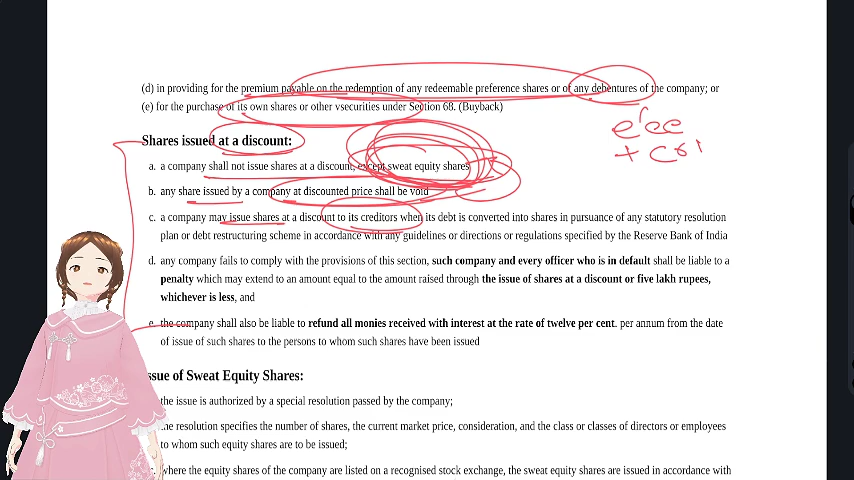 (d) in providing for the premium payable on the redemption of any redeemable preference shares or of any debentures of the company; or
(e) for the purchase of its own shares or other vsecurities under Section 68. (Buyback)
Shares issued at a discount:
a. a company shall not issue shares at a discount, except sweat equity shares
b. any share issued by a company at discounted price shall be void
c. a company may issue shares at a discount to its creditors when its debt is converted into shares in pursuance of any statutory resolution
plan or debt restructuring scheme in accordance with any guidelines or directions or regulations specified by the Reserve Bank of India
d. any company fails to comply with the provisions of this section, such company and every officer who is in default shall be liable to a
penalty which may extend to an amount equal to the amount raised through the issue of shares at a discount or five lakh rupees,
whichever is less, and
e. the company shall also be liable to refund all monies received with interest at the rate of twelve per cent. per annum from the date
of issue of such shares to the persons to whom such shares have been issued
ssue of Sweat Equity Shares:
the issue is authorized by a special resolution passed by the company;
the resolution specifies the number of shares, the current market price, consideration, and the class or classes of directors or employees
to whom such equity shares are to be issued;
where the equity shares of the company are listed on a recognised stock exchange, the sweat equity shares are issued in accordance with